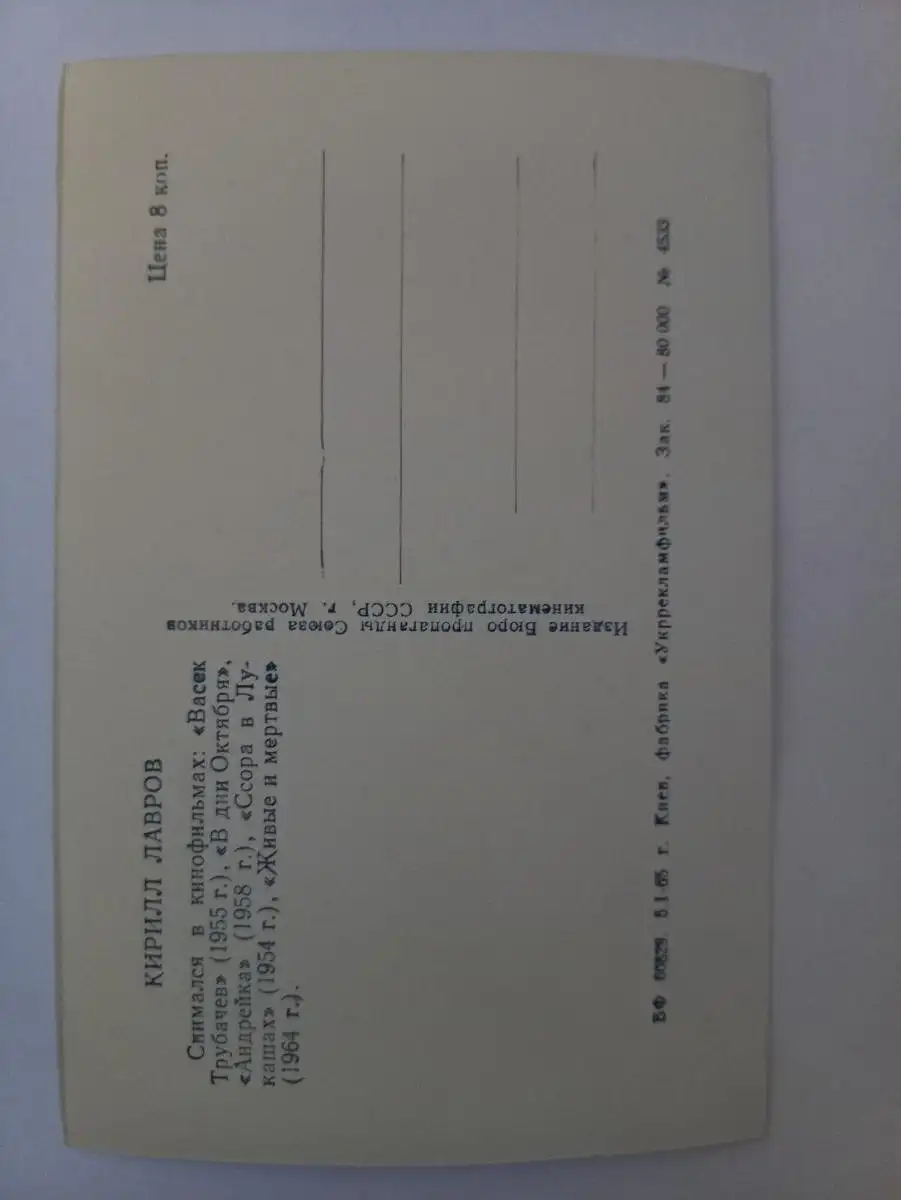 КИРИЛЛ ЛАВРОВ
Снимался в кинофильмах: «Васек
Трубачев» (1955 г.), «В дни Октября»,
«Андрейка» (1958 г.), «Ссора в Лу-
кашах» (1954 г.), «Живые и мертвые»
(1964 г.).
Издание Бюро пропаганды Союза работников
кинематографии СССР, г. Москва.
Цена 8 коп.
БФ 00829. 8 I-65 г. Киев, фабрика «Укррекламфильм». Зак. 84 — 80 000 № 4533